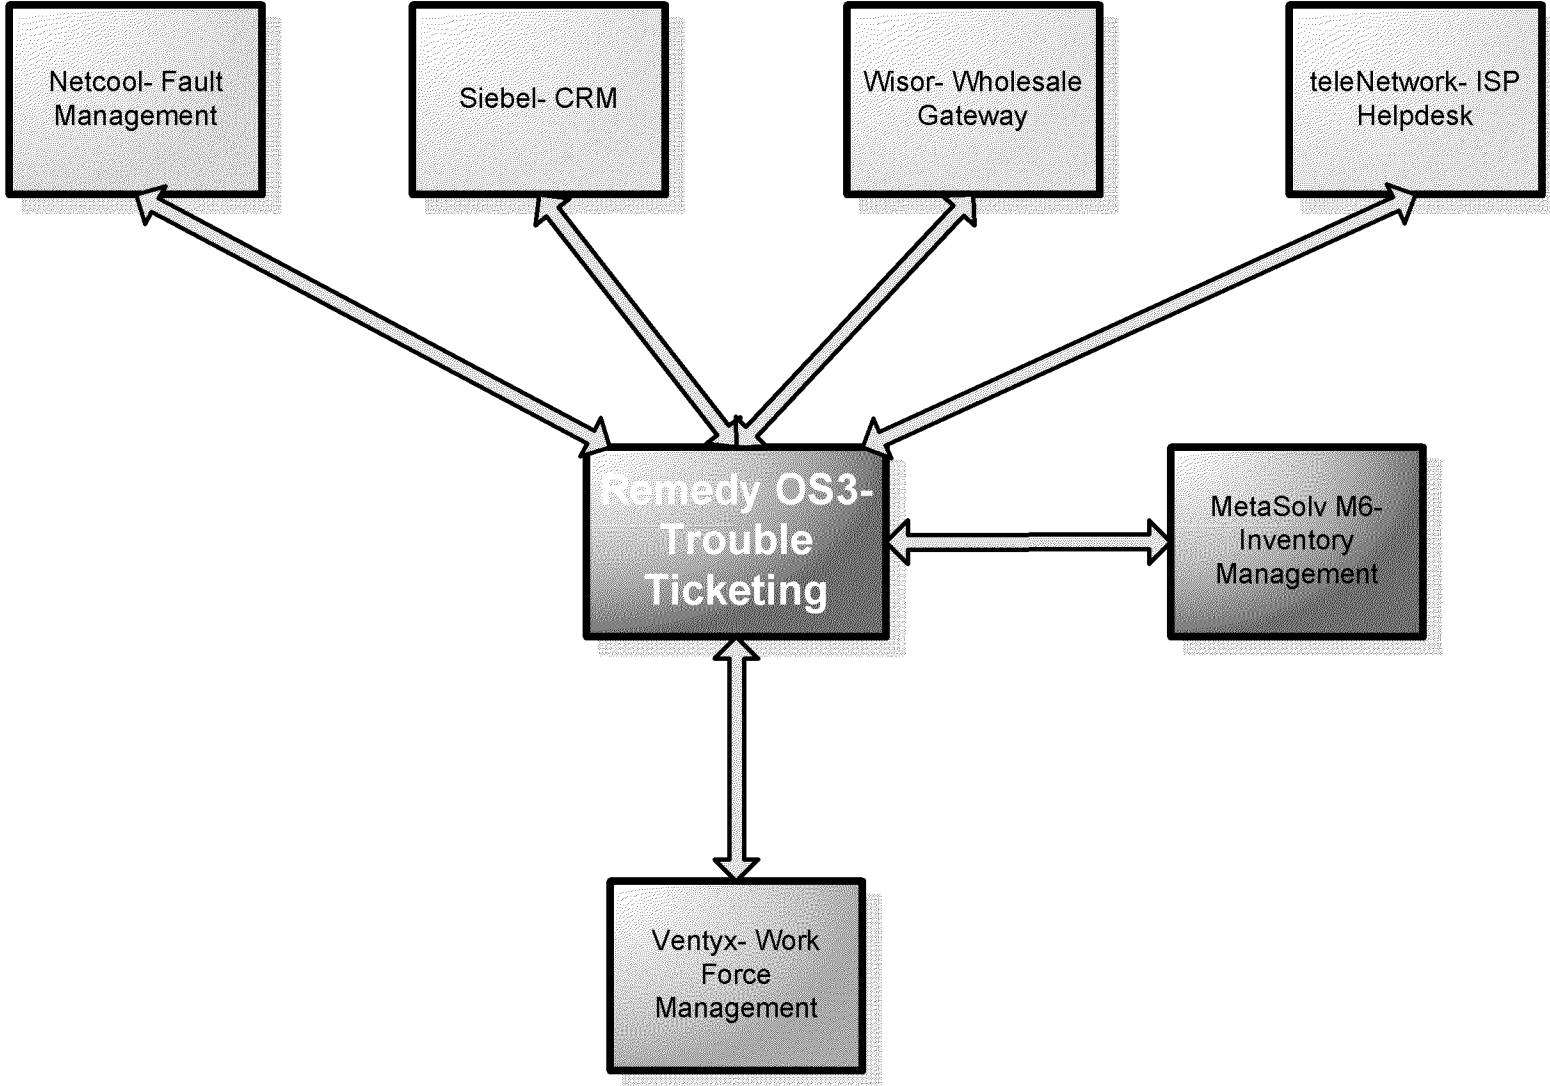 Netcool- Fault
Management
Siebel- CRM
Wisor- Wholesale
Gateway
teleNetwork- ISP
Helpdesk
Remedy OS3-
Trouble
Ticketing
MetaSolv M6-
Inventory
Management
Ventyx- Work
Force
Management